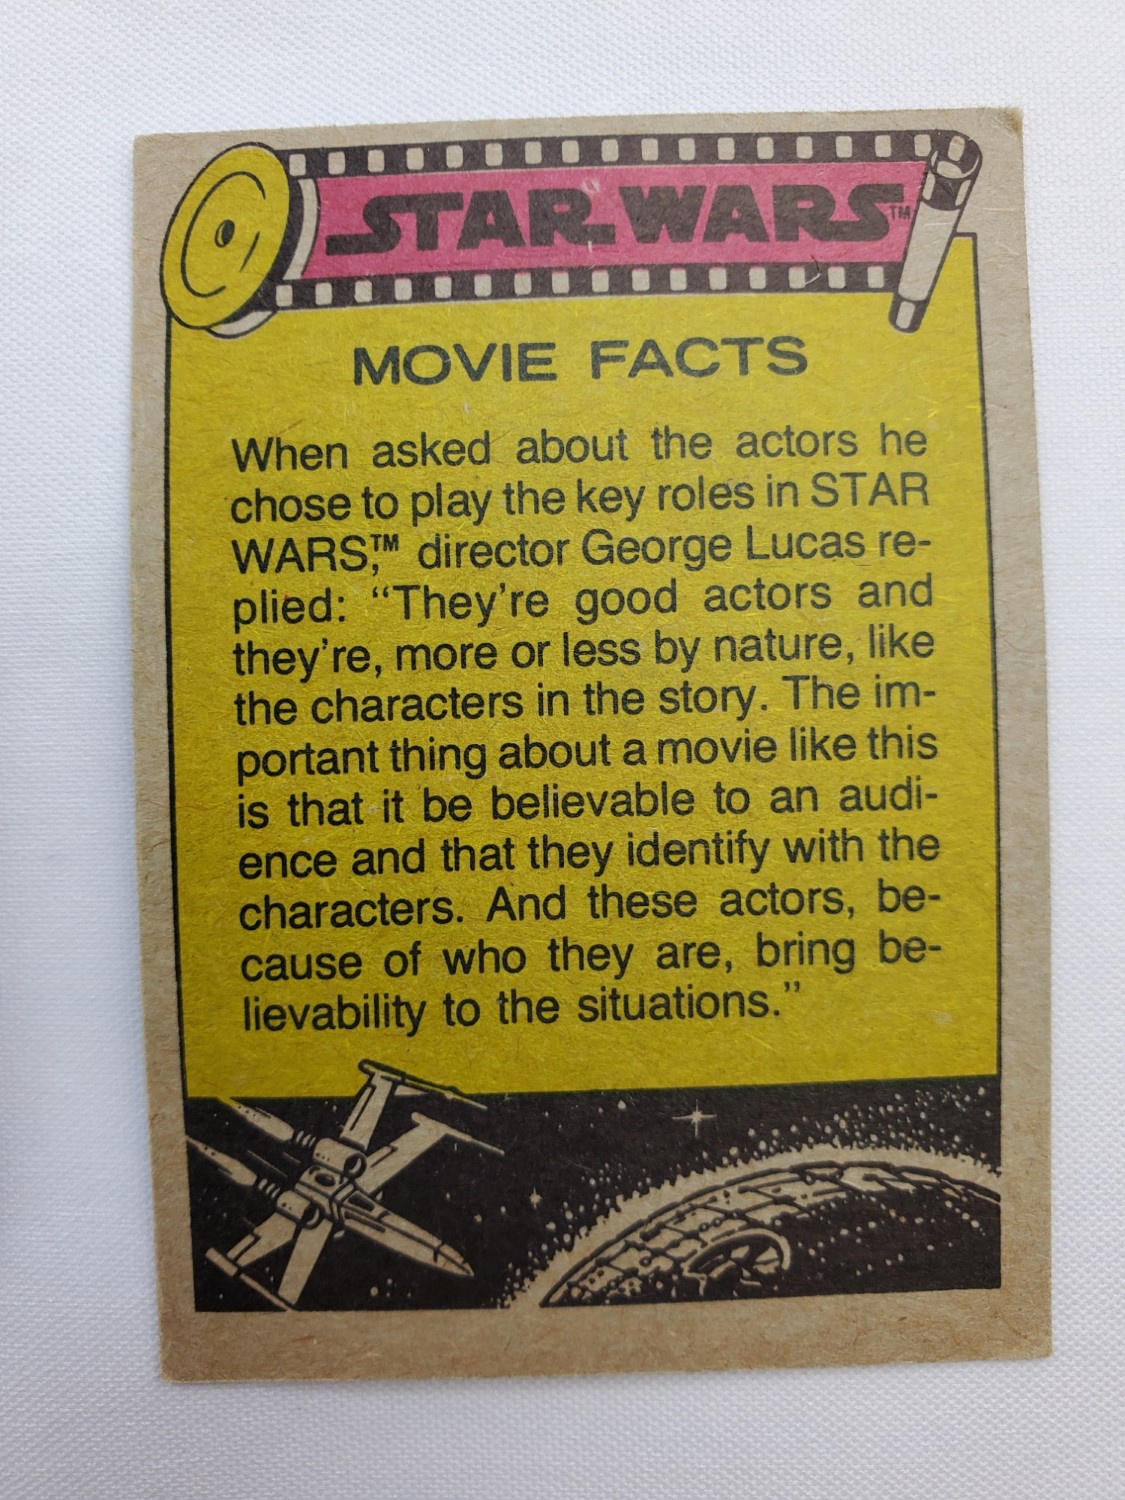 STAR WARS™
MOVIE FACTS
When asked about the actors he
chose to play the key roles in STAR
WARS,™ director George Lucas re-
plied: “They’re good actors and
they’re, more or less by nature, like
the characters in the story. The im-
portant thing about a movie like this
is that it be believable to an audi-
ence and that they identify with the
characters. And these actors, be-
cause of who they are, bring be-
lievability to the situations.”